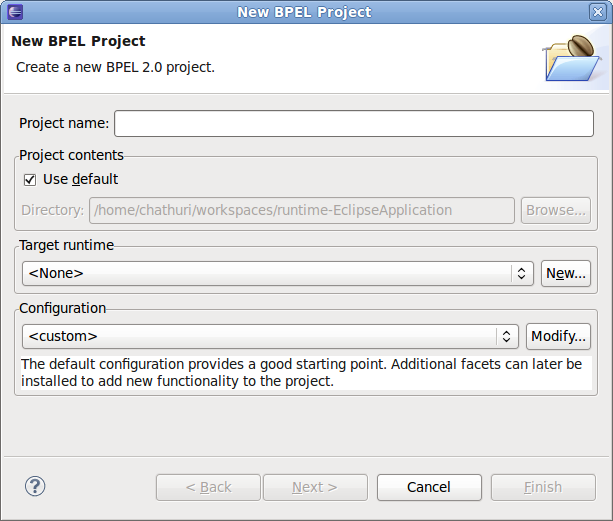 New BPEL Project
New BPEL Project
Create a new BPEL 2.0 project.
Project name:
Project contents
Use default
Directory: /home/chathuri/workspaces/runtime-EclipseApplication Browse...
Target runtime
<None> New...
Configuration
<custom> Modify...
The default configuration provides a good starting point. Additional facets can later be
installed to add new functionality to the project.
? < Back Next > Cancel Finish